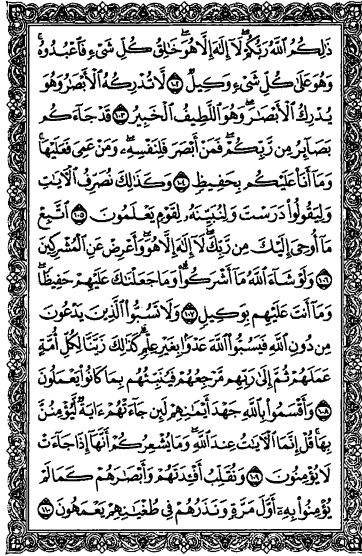 ذَٰلِكُمُ ٱللَّهُ رَبُّكُمْ لَآ إِلَٰهَ إِلَّا هُوَ خَٰلِقُ كُلِّ شَىْءٍ فَٱعْبُدُوهُ
وَهُوَ عَلَىٰ كُلِّ شَىْءٍ وَكِيلٌ ١٠٢ لَّا تُدْرِكُهُ ٱلْأَبْصَٰرُ وَهُوَ
يُدْرِكُ ٱلْأَبْصَٰرَ وَهُوَ ٱللَّطِيفُ ٱلْخَبِيرُ ١٠٣ قَدْ جَآءَكُم
بَصَآئِرُ مِن رَّبِّكُمْ فَمَنْ أَبْصَرَ فَلِنَفْسِهِۦ وَمَنْ عَمِىَ فَعَلَيْهَا
وَمَآ أَنَا۠ عَلَيْكُم بِحَفِيظٍ ١٠٤ وَكَذَٰلِكَ نُصَرِّفُ ٱلْءَايَٰتِ
وَلِيَقُولُوا۟ دَرَسْتَ وَلِنُبَيِّنَهُۥ لِقَوْمٍ يَعْلَمُونَ ١٠٥ ٱتَّبِعْ
مَآ أُوحِىَ إِلَيْكَ مِن رَّبِّكَ لَآ إِلَٰهَ إِلَّا هُوَ وَأَعْرِضْ عَنِ ٱلْمُشْرِكِينَ
١٠٦ وَلَوْ شَآءَ ٱللَّهُ مَآ أَشْرَكُوا۟ وَمَا جَعَلْنَٰكَ عَلَيْهِمْ حَفِيظًا
وَمَآ أَنتَ عَلَيْهِم بِوَكِيلٍ ١٠٧ وَلَا تَسُبُّوا۟ ٱلَّذِينَ يَدْعُونَ
مِن دُونِ ٱللَّهِ فَيَسُبُّوا۟ ٱللَّهَ عَدْوًۢا بِغَيْرِ عِلْمٍ كَذَٰلِكَ زَيَّنَّا لِكُلِّ أُمَّةٍ
عَمَلَهُمْ ثُمَّ إِلَىٰ رَبِّهِم مَّرْجِعُهُمْ فَيُنَبِّئُهُم بِمَا كَانُوا۟ يَعْمَلُونَ
١٠٨ وَأَقْسَمُوا۟ بِٱللَّهِ جَهْدَ أَيْمَٰنِهِمْ لَئِن جَآءَتْهُمْ ءَايَةٌ لَّيُؤْمِنُنَّ
بِهَا قُلْ إِنَّمَا ٱلْءَايَٰتُ عِندَ ٱللَّهِ وَمَا يُشْعِرُكُمْ أَنَّهَآ إِذَا جَآءَتْ
لَا يُؤْمِنُونَ ١٠٩ وَنُقَلِّبُ أَفْـِٔدَتَهُمْ وَأَبْصَٰرَهُمْ كَمَا لَمْ
يُؤْمِنُوا۟ بِهِۦٓ أَوَّلَ مَرَّةٍ وَنَذَرُهُمْ فِى طُغْيَٰنِهِمْ يَعْمَهُونَ ١١٠